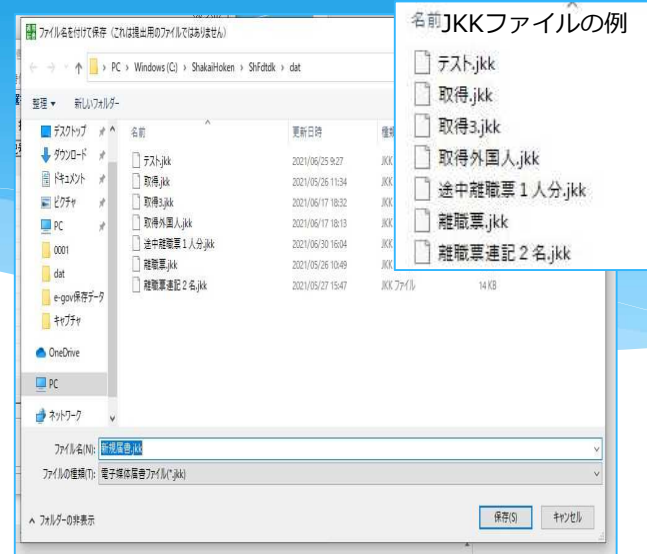 ファイル名を付けて保存 (これは提出用のファイルではありません)
PC > Windows (C:) > ShakaiHoken > ShFdtdk > dat
整理 新しいフォルダー
デスクトップ
ダウンロード
ドキュメント
ピクチャ
PC
0001
dat
e-gov保存データ
キャプチャ
OneDrive
PC
ネットワーク
名前 更新日時 種類
テスト.jkk 2021/06/25 9:27 JKK
取得.jkk 2021/05/26 11:34 JKK
取得3.jkk 2021/06/17 18:32 JKK
取得外国人.jkk 2021/06/17 18:13 JKK
途中離職票1人分.jkk 2021/06/30 16:04 JKK
離職票.jkk 2021/05/26 10:49 JKK
離職票連記2名.jkk 2021/05/27 15:47 JKK ファイル 14 KB
ファイル名(N): 新規届書.jkk
ファイルの種類(T): 電子媒体届書ファイル(*.jkk)
フォルダーの非表示
保存(S) キャンセル
名前 JKKファイルの例
テスト.jkk
取得.jkk
取得3.jkk
取得外国人.jkk
途中離職票1人分.jkk
離職票.jkk
離職票連記2名.jkk